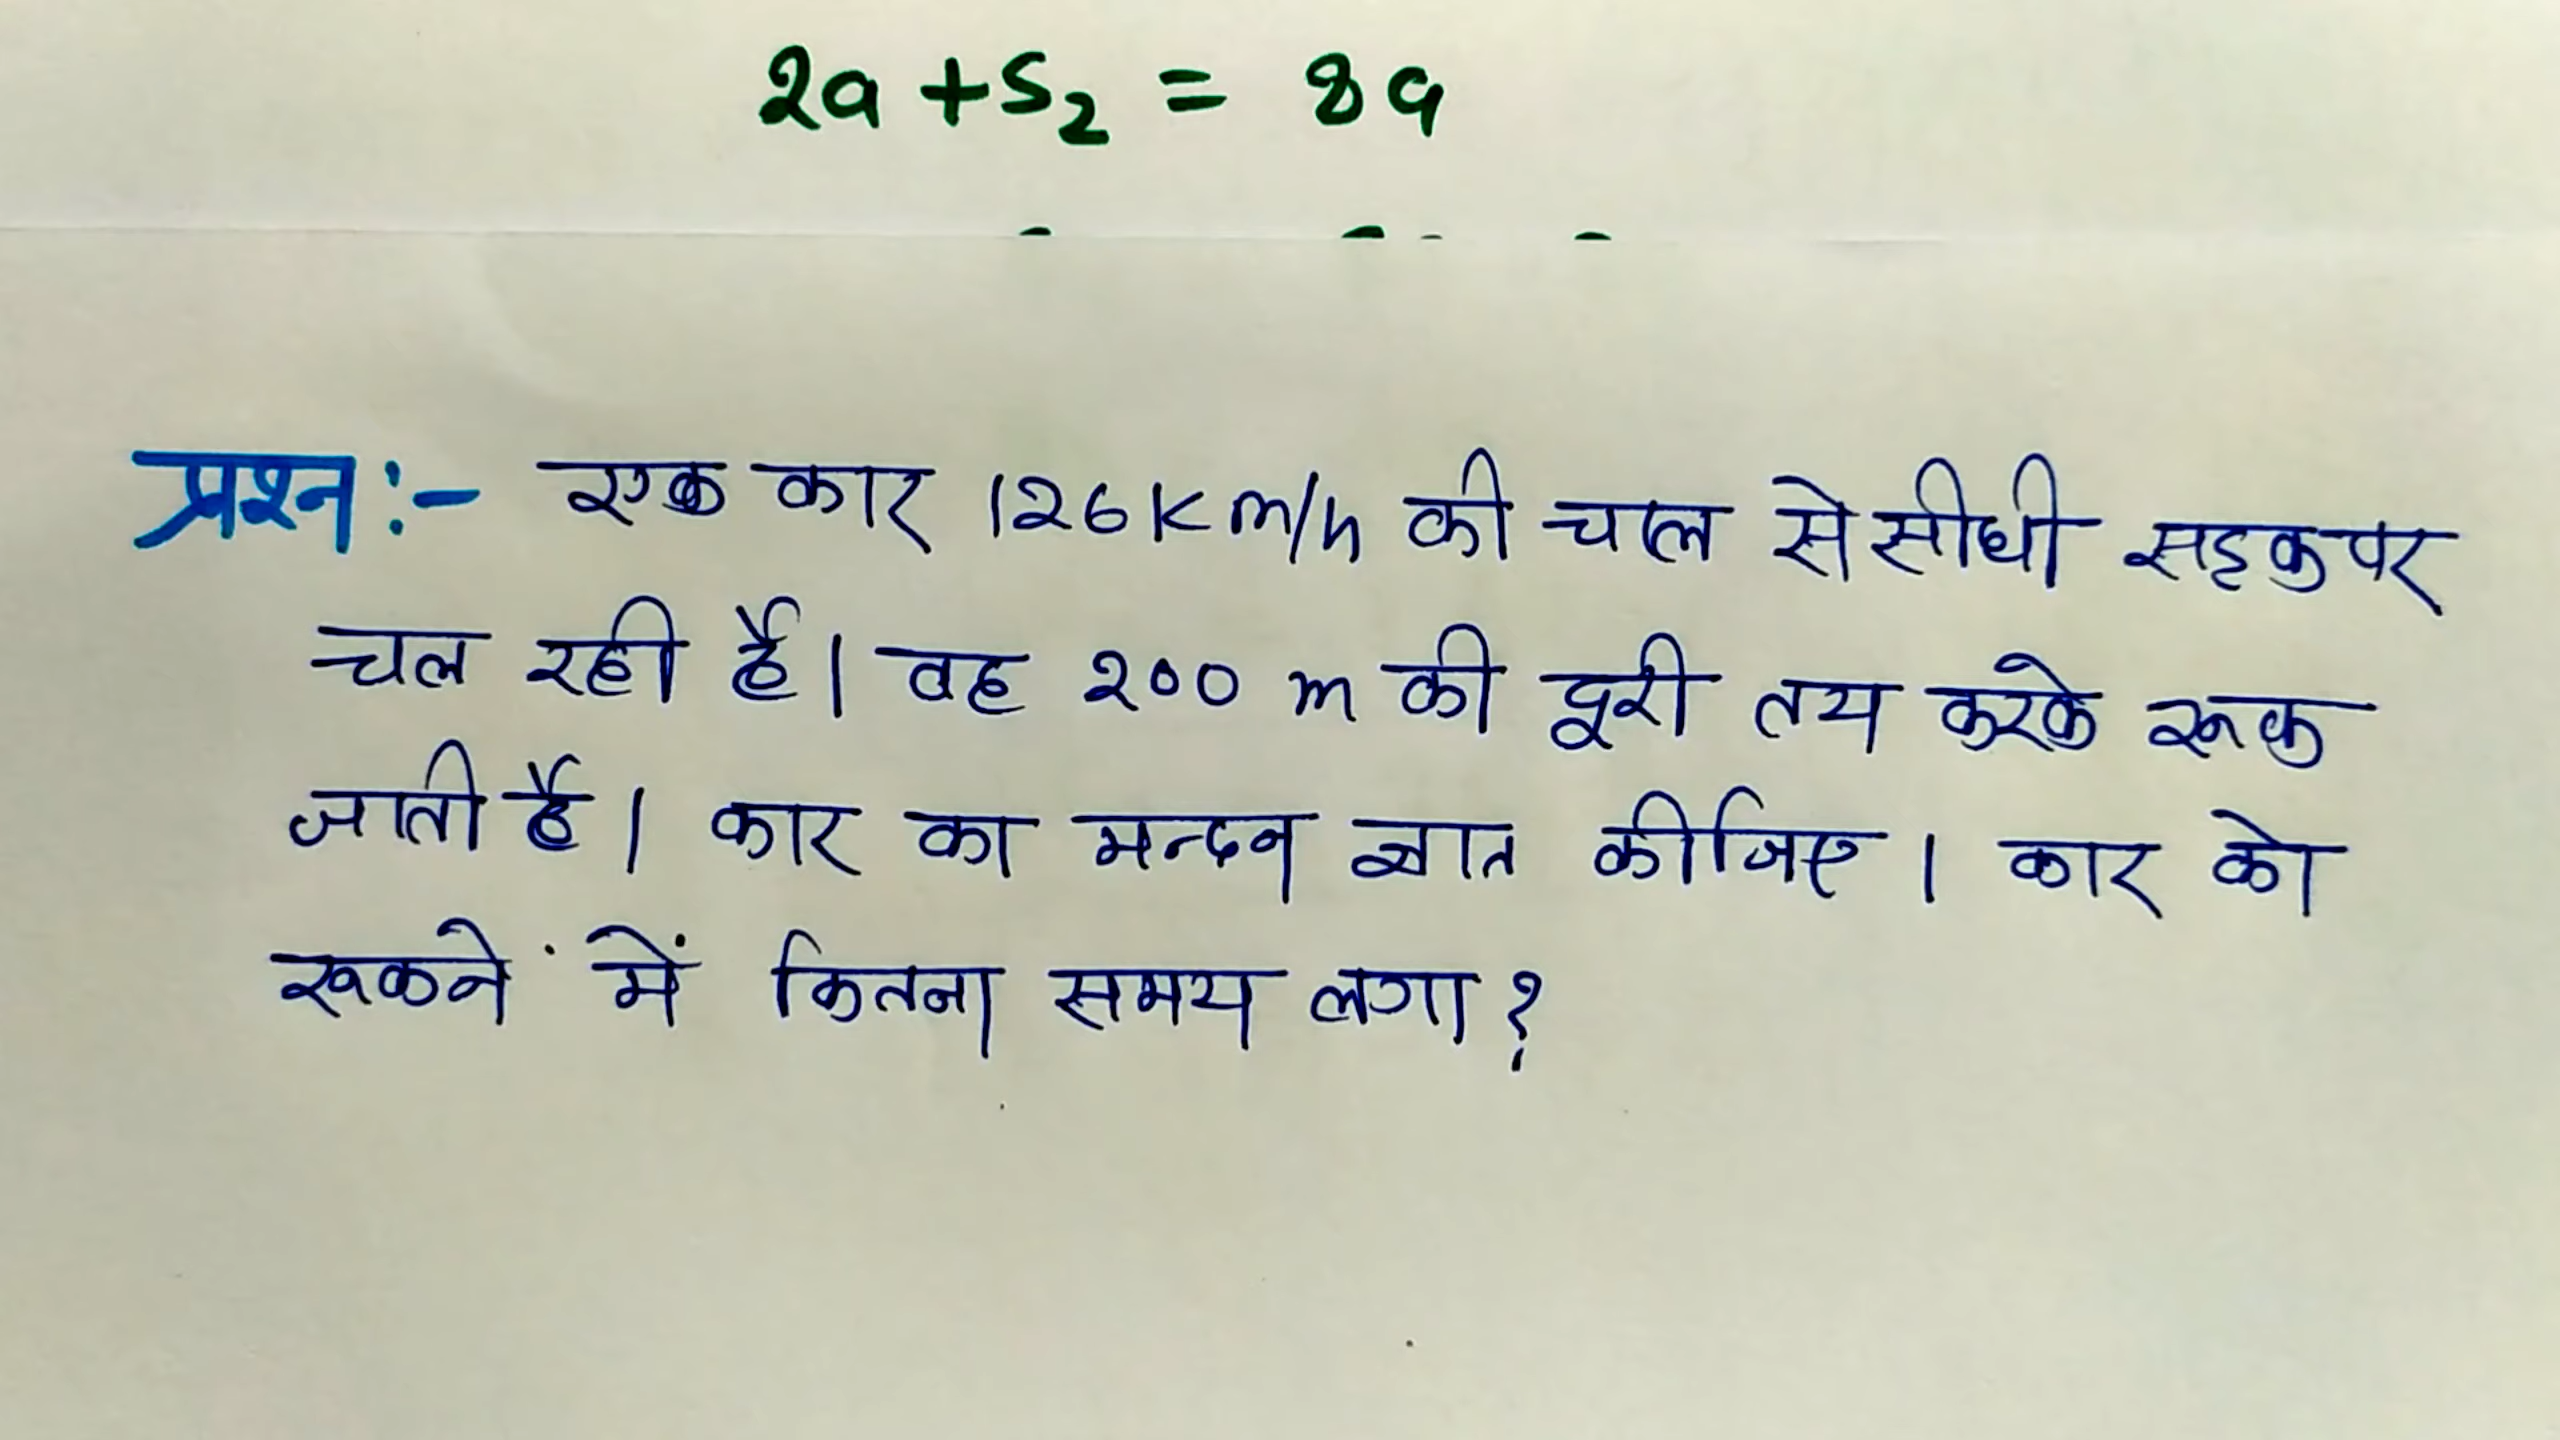 2a + S₂ = 8a
प्रश्न :- एक कार 126 Km/h की चाल से सीधी सड़क पर
चल रही है। वह 200 m की दूरी तय करके रूक
जाती है। कार का मन्दन ज्ञात कीजिए। कार को
रूकने में कितना समय लगा?